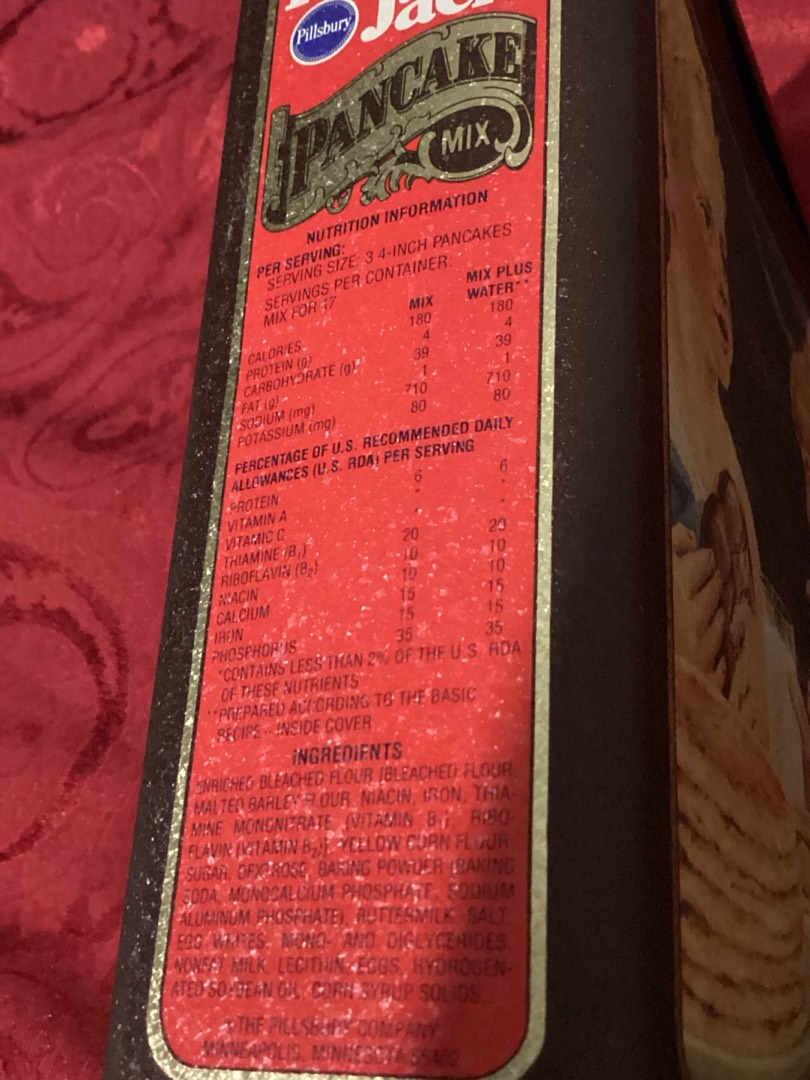 Pillsbury
PANCAKE
MIX
NUTRITION INFORMATION
PER SERVING:
SERVING SIZE: 3 4-INCH PANCAKES
SERVINGS PER CONTAINER:
MIX FOR 17
MIX MIX PLUS WATER**
CALORIES 180 180
PROTEIN (g) 4 4
CARBOHYDRATE (g) 39 39
FAT (g) 1 1
SODIUM (mg) 710 710
POTASSIUM (mg) 80 80
PERCENTAGE OF U.S. RECOMMENDED DAILY
ALLOWANCES (U.S. RDA) PER SERVING
PROTEIN 6 6
VITAMIN A * *
VITAMIC C * *
THIAMINE (B1) 20 20
RIBOFLAVIN (B2) 10 10
NIACIN 10 10
CALCIUM 15 15
IRON 15 15
PHOSPHORUS 35 35
*CONTAINS LESS THAN 2% OF THE U.S. RDA
OF THESE NUTRIENTS
**PREPARED ACCORDING TO THE BASIC
RECIPE - INSIDE COVER
INGREDIENTS
ENRICHED BLEACHED FLOUR (BLEACHED FLOUR,
MALTED BARLEY FLOUR, NIACIN, IRON, THIA-
MINE MONONITRATE (VITAMIN B1), RIBO-
FLAVIN (VITAMIN B2)), YELLOW CORN FLOUR
SUGAR, DEXTROSE, BAKING POWDER (BAKING
SODA, MONOCALCIUM PHOSPHATE, SODIUM
ALUMINUM PHOSPHATE), BUTTERMILK, SALT,
EGG WHITES, MONO- AND DIGLYCERIDES,
NONFAT MILK, LECITHIN, EGGS, HYDROGEN-
ATED SOYBEAN OIL, CORN SYRUP SOLIDS
THE PILLSBURY COMPANY
MINNEAPOLIS, MINNESOTA 55402